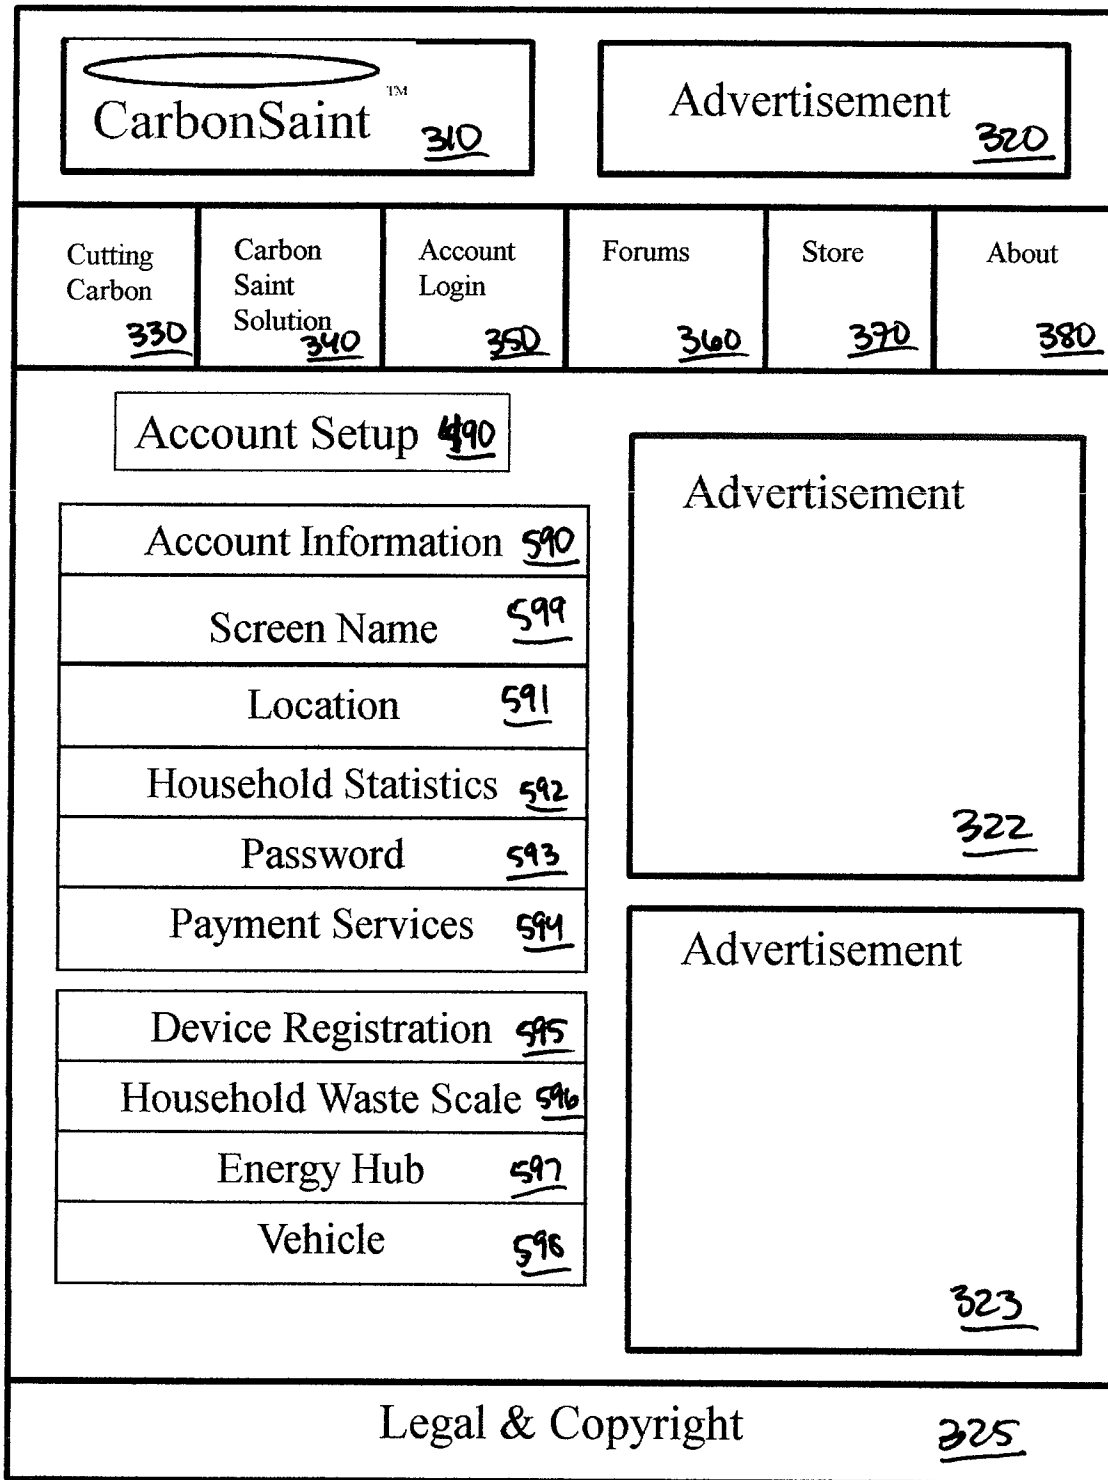 CarbonSaint ™ 310
Advertisement 320
Cutting
Carbon
330
Carbon
Saint
Solution
340
Account
Login
350
Forums
360
Store
370
About
380
Account Setup 490
Account Information 590
Screen Name 599
Location 591
Household Statistics 592
Password 593
Payment Services 594
Device Registration 595
Household Waste Scale 596
Energy Hub 597
Vehicle 598
Advertisement
322
Advertisement
323
Legal & Copyright 325